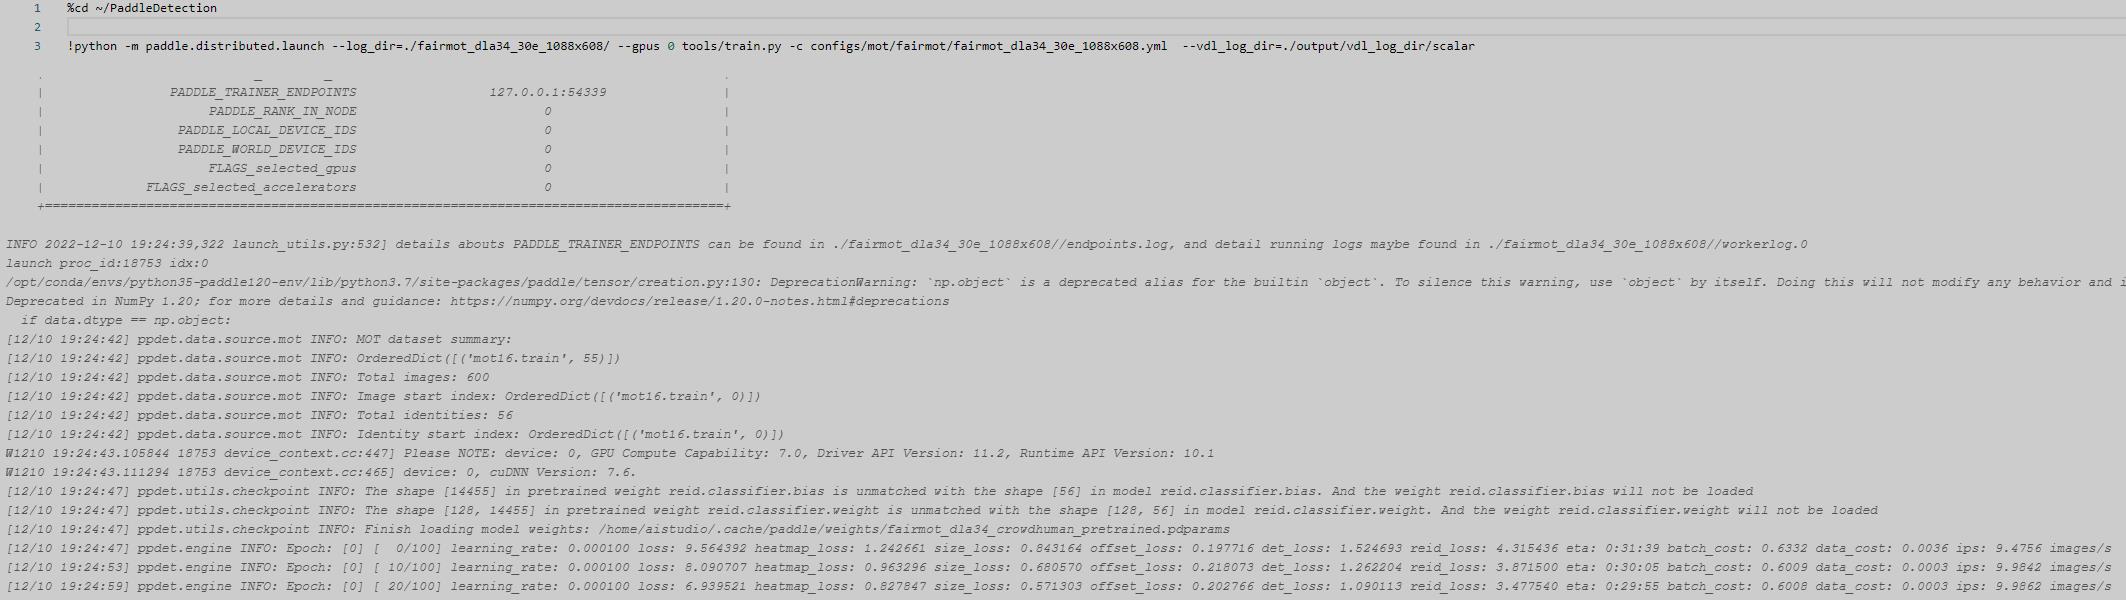 1 %cd ~/PaddleDetection
2
3 !python -m paddle.distributed.launch --log_dir=./fairmot_dla34_30e_1088x608/ --gpus 0 tools/train.py -c configs/mot/fairmot/fairmot_dla34_30e_1088x608.yml --vdl_log_dir=./output/vdl_log_dir/scalar
| PADDLE_TRAINER_ENDPOINTS 127.0.0.1:54339 |
| PADDLE_RANK_IN_NODE 0 |
| PADDLE_LOCAL_DEVICE_IDS 0 |
| PADDLE_WORLD_DEVICE_IDS 0 |
| FLAGS_selected_gpus 0 |
| FLAGS_selected_accelerators 0 |
+=======================================================================================+
INFO 2022-12-10 19:24:39,322 launch_utils.py:532] details abouts PADDLE_TRAINER_ENDPOINTS can be found in ./fairmot_dla34_30e_1088x608//endpoints.log, and detail running logs maybe found in ./fairmot_dla34_30e_1088x608//workerlog.0
launch proc_id:18753 idx:0
/opt/conda/envs/python35-paddle120-env/lib/python3.7/site-packages/paddle/tensor/creation.py:130: DeprecationWarning: `np.object` is a deprecated alias for the builtin `object`. To silence this warning, use `object` by itself. Doing this will not modify any behavior and i
Deprecated in NumPy 1.20; for more details and guidance: https://numpy.org/devdocs/release/1.20.0-notes.html#deprecations
if data.dtype == np.object:
[12/10 19:24:42] ppdet.data.source.mot INFO: MOT dataset summary:
[12/10 19:24:42] ppdet.data.source.mot INFO: OrderedDict([('mot16.train', 55)])
[12/10 19:24:42] ppdet.data.source.mot INFO: Total images: 600
[12/10 19:24:42] ppdet.data.source.mot INFO: Image start index: OrderedDict([('mot16.train', 0)])
[12/10 19:24:42] ppdet.data.source.mot INFO: Total identities: 56
[12/10 19:24:42] ppdet.data.source.mot INFO: Identity start index: OrderedDict([('mot16.train', 0)])
W1210 19:24:43.105844 18753 device_context.cc:447] Please NOTE: device: 0, GPU Compute Capability: 7.0, Driver API Version: 11.2, Runtime API Version: 10.1
W1210 19:24:43.111294 18753 device_context.cc:465] device: 0, cuDNN Version: 7.6.
[12/10 19:24:47] ppdet.utils.checkpoint INFO: The shape [14455] in pretrained weight reid.classifier.bias is unmatched with the shape [56] in model reid.classifier.bias. And the weight reid.classifier.bias will not be loaded
[12/10 19:24:47] ppdet.utils.checkpoint INFO: The shape [128, 14455] in pretrained weight reid.classifier.weight is unmatched with the shape [128, 56] in model reid.classifier.weight. And the weight reid.classifier.weight will not be loaded
[12/10 19:24:47] ppdet.utils.checkpoint INFO: Finish loading model weights: /home/aistudio/.cache/paddle/weights/fairmot_dla34_crowdhuman_pretrained.pdparams
[12/10 19:24:47] ppdet.engine INFO: Epoch: [0] [  0/100] learning_rate: 0.000100 loss: 9.564392 heatmap_loss: 1.242661 size_loss: 0.843164 offset_loss: 0.197716 det_loss: 1.524693 reid_loss: 4.315436 eta: 0:31:39 batch_cost: 0.6332 data_cost: 0.0036 ips: 9.4756 images/s
[12/10 19:24:53] ppdet.engine INFO: Epoch: [0] [ 10/100] learning_rate: 0.000100 loss: 8.090707 heatmap_loss: 0.963296 size_loss: 0.680570 offset_loss: 0.218073 det_loss: 1.262204 reid_loss: 3.871500 eta: 0:30:05 batch_cost: 0.6009 data_cost: 0.0003 ips: 9.9842 images/s
[12/10 19:24:59] ppdet.engine INFO: Epoch: [0] [ 20/100] learning_rate: 0.000100 loss: 6.939521 heatmap_loss: 0.827847 size_loss: 0.571303 offset_loss: 0.202766 det_loss: 1.090113 reid_loss: 3.477540 eta: 0:29:55 batch_cost: 0.6008 data_cost: 0.0003 ips: 9.9862 images/s